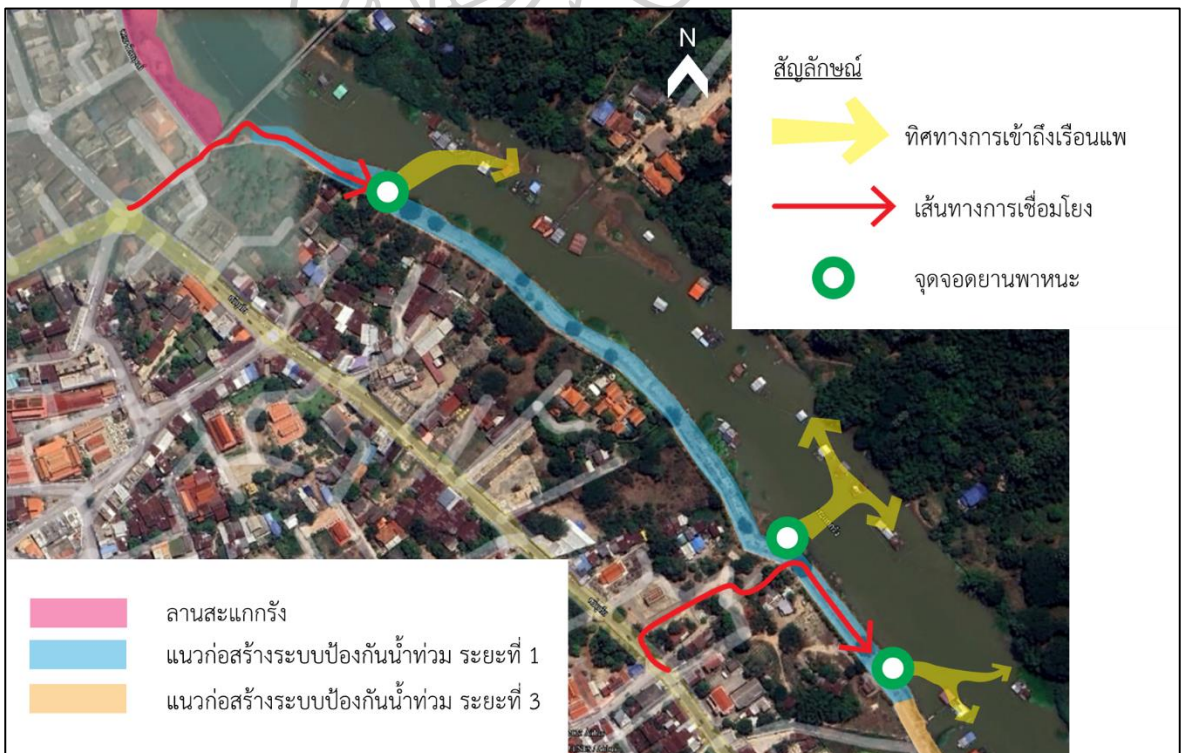 N
สัญลักษณ์
ทิศทางการเข้าถึงเรือนแพ
เส้นทางการเชื่อมโยง
จุดจอดยานพาหนะ
ลานสะแกกรัง
แนวก่อสร้างระบบป้องกันน้ำท่วม ระยะที่ 1
แนวก่อสร้างระบบป้องกันน้ำท่วม ระยะที่ 3